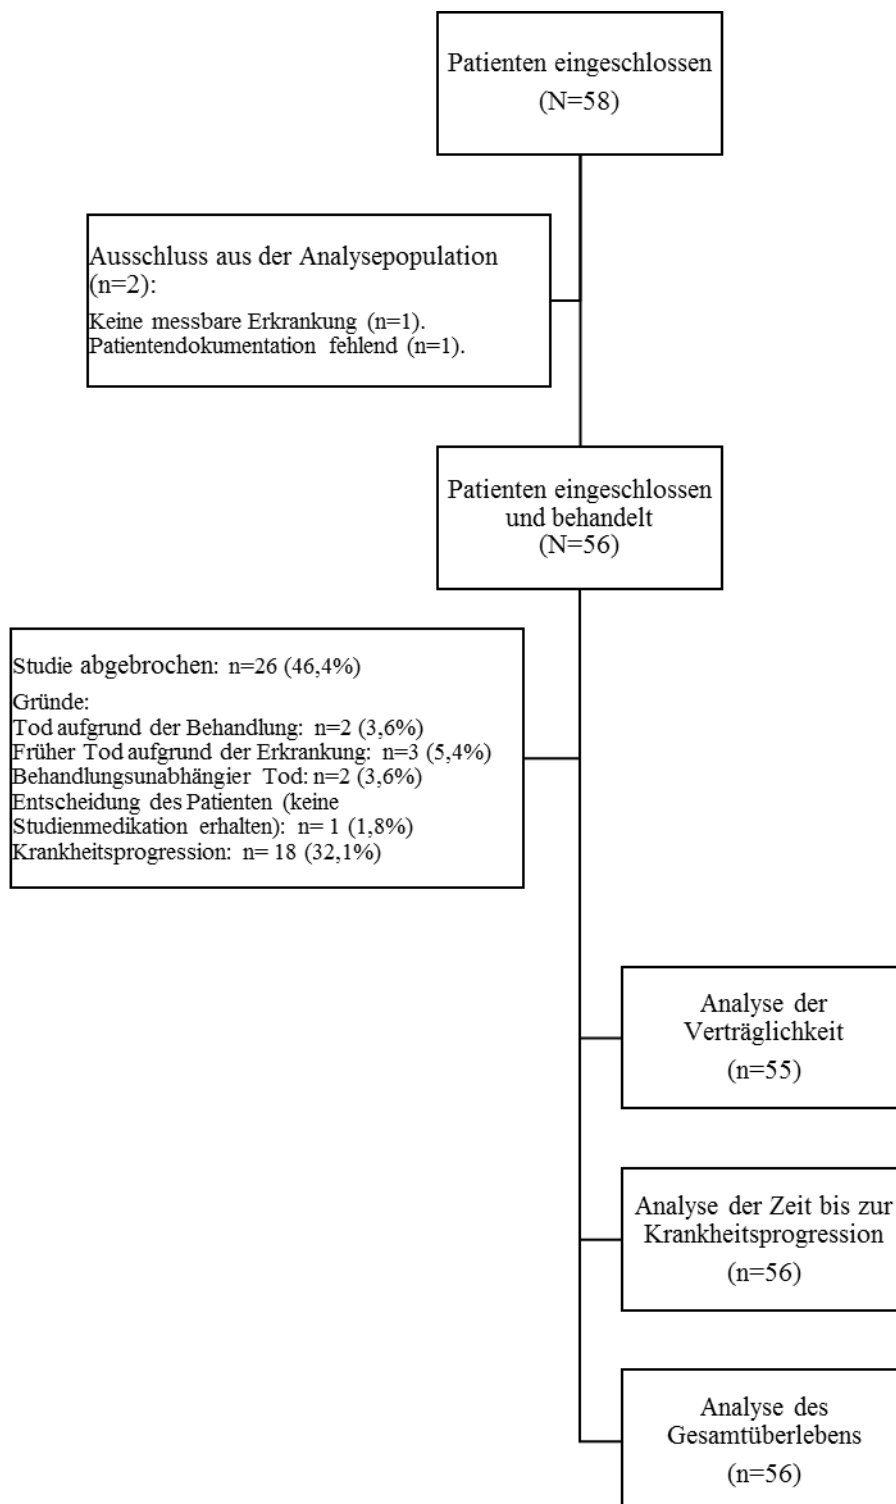 Patienten eingeschlossen
(N=58)
Ausschluss aus der Analysepopulation
(n=2):
Keine messbare Erkrankung (n=1).
Patientendokumentation fehlend (n=1).
Patienten eingeschlossen
und behandelt
(N=56)
Studie abgebrochen: n=26 (46,4%)
Gründe:
Tod aufgrund der Behandlung: n=2 (3,6%)
Früher Tod aufgrund der Erkrankung: n=3 (5,4%)
Behandlungsunabhängier Tod: n=2 (3,6%)
Entscheidung des Patienten (keine
Studienmedikation erhalten): n= 1 (1,8%)
Krankheitsprogression: n= 18 (32,1%)
Analyse der
Verträglichkeit
(n=55)
Analyse der Zeit bis zur
Krankheitsprogression
(n=56)
Analyse des
Gesamtüberlebens
(n=56)